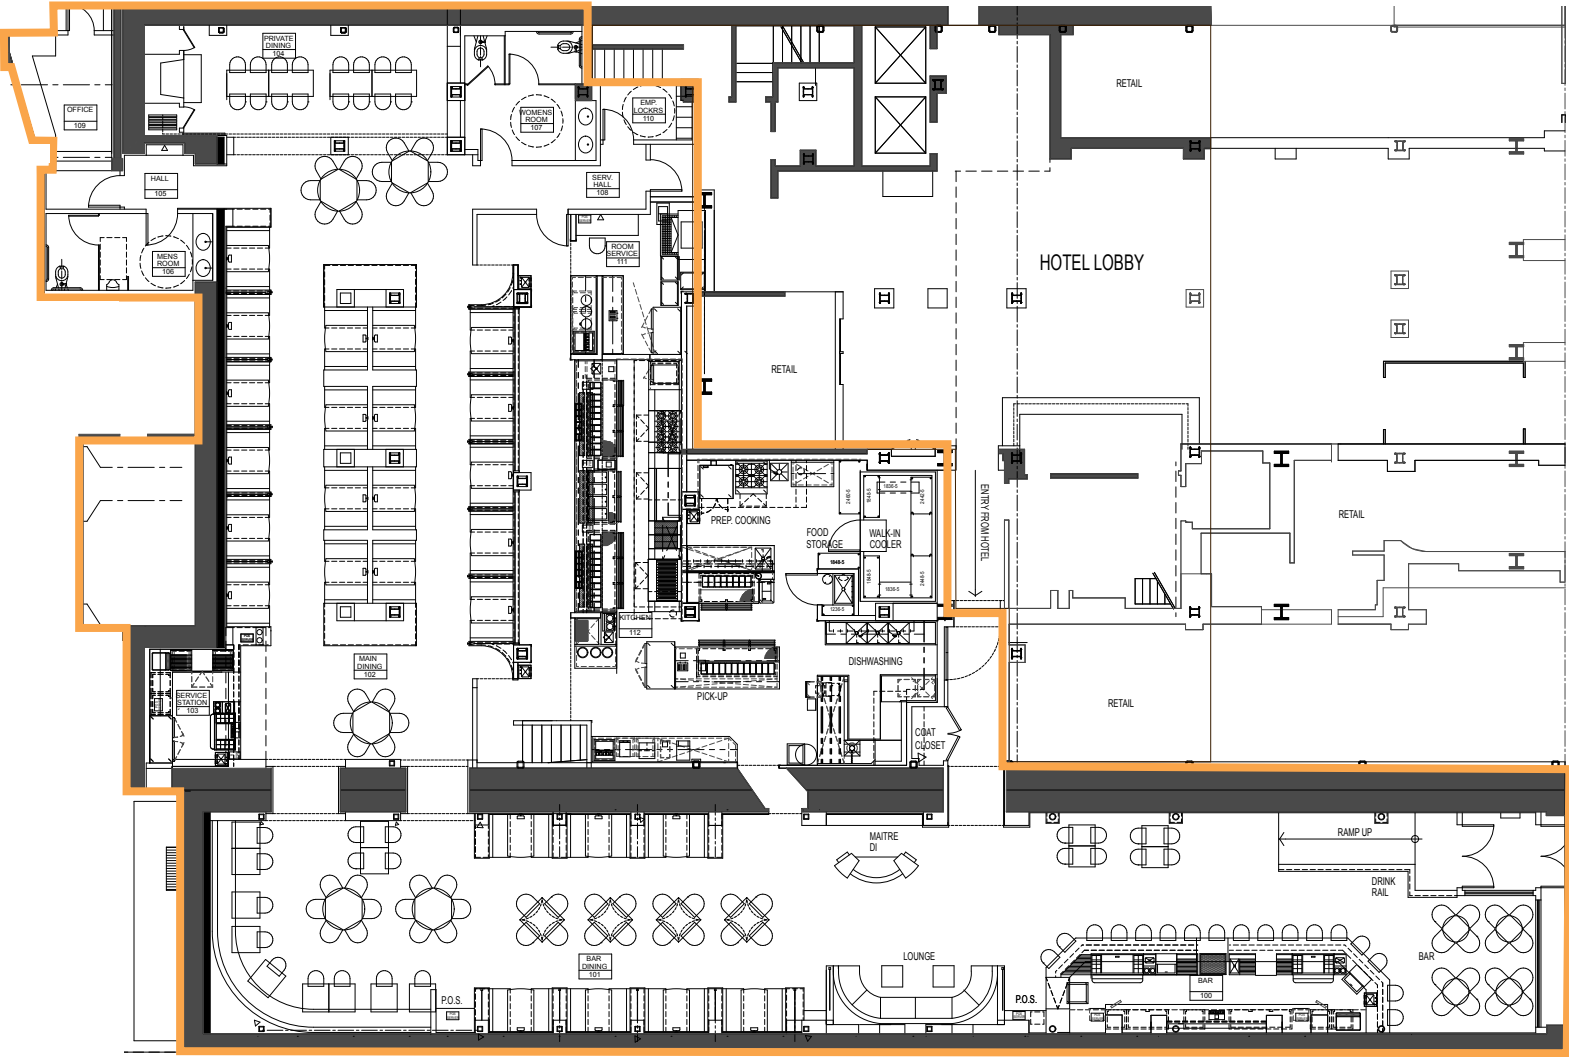 PRIVATE
DINING
104
OFFICE
109
WOMENS
ROOM
107
EMP.
LOCKRS
110
RETAIL
HALL
105
SERV.
HALL
108
MENS
ROOM
106
ROOM
SERVICE
111
HOTEL LOBBY
RETAIL
PREP. COOKING
FOOD
STORAGE
WALK-IN
COOLER
ENTRY FROM HOTEL
RETAIL
KITCHEN
112
MAIN
DINING
102
DISHWASHING
PICK-UP
SERVICE
STATION
103
RETAIL
COAT
CLOSET
MAITRE
DI
RAMP UP
DRINK
RAIL
BAR
DINING
101
LOUNGE
BAR
BAR
100
P.O.S.
P.O.S.